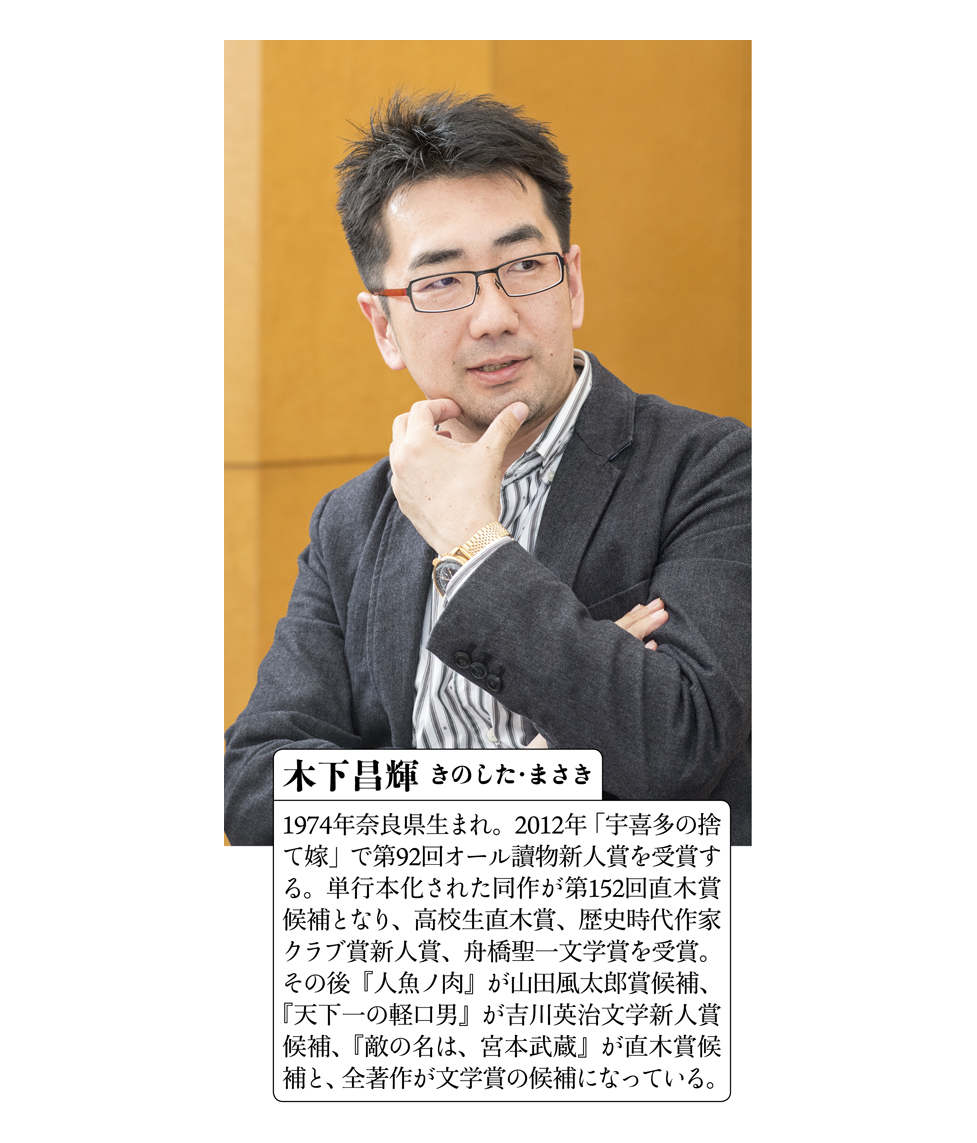 木下昌輝 きのした・まさき
1974年奈良県生まれ。2012年「宇喜多の捨
て嫁」で第92回オール讀物新人賞を受賞す
る。単行本化された同作が第152回直木賞
候補となり、高校生直木賞、歴史時代作家
クラブ賞新人賞、舟橋聖一文学賞を受賞。
その後『人魚ノ肉』が山田風太郎賞候補、
『天下一の軽口男』が吉川英治文学新人賞
候補、『敵の名は、宮本武蔵』が直木賞候
補と、全著作が文学賞の候補になっている。